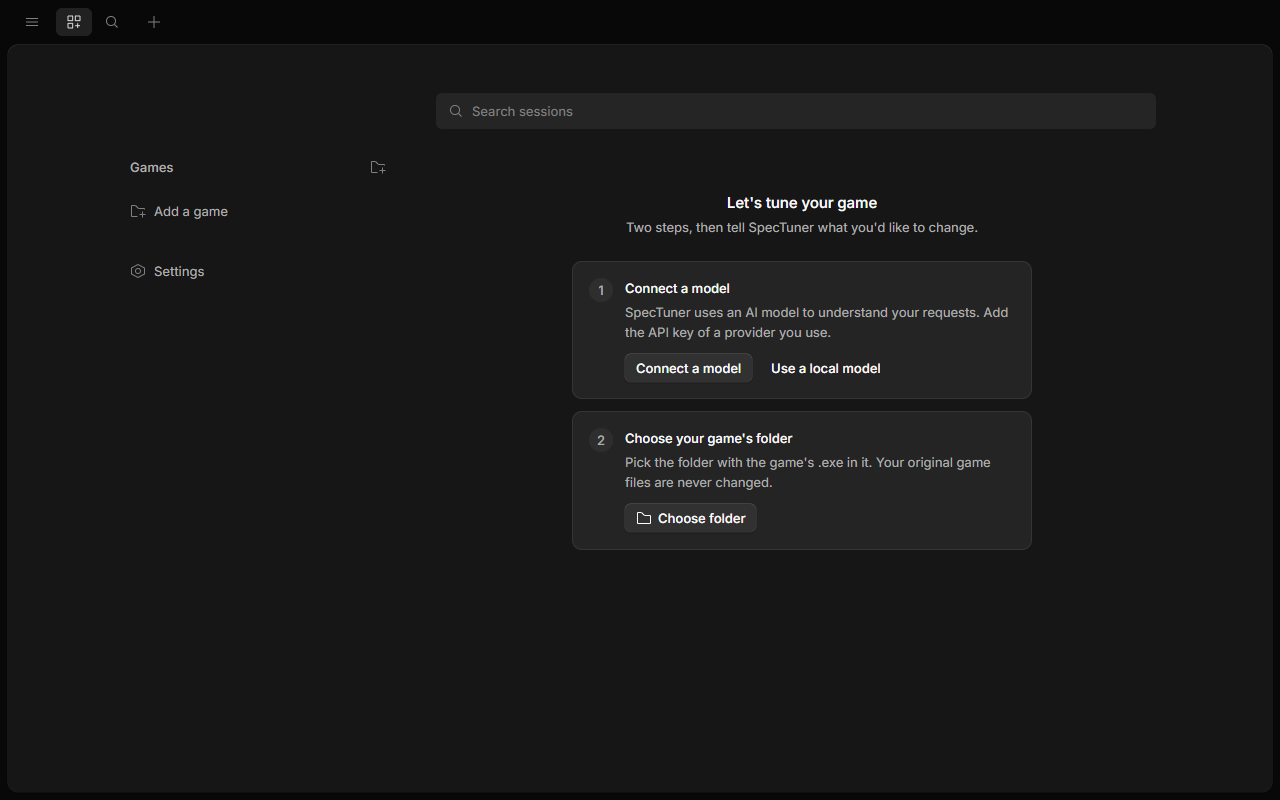 Search sessions
Games
Add a game
Settings
Let's tune your game
Two steps, then tell SpecTuner what you'd like to change.
1
Connect a model
SpecTuner uses an AI model to understand your requests. Add
the API key of a provider you use.
Connect a model
Use a local model
2
Choose your game's folder
Pick the folder with the game's .exe in it. Your original game
files are never changed.
Choose folder